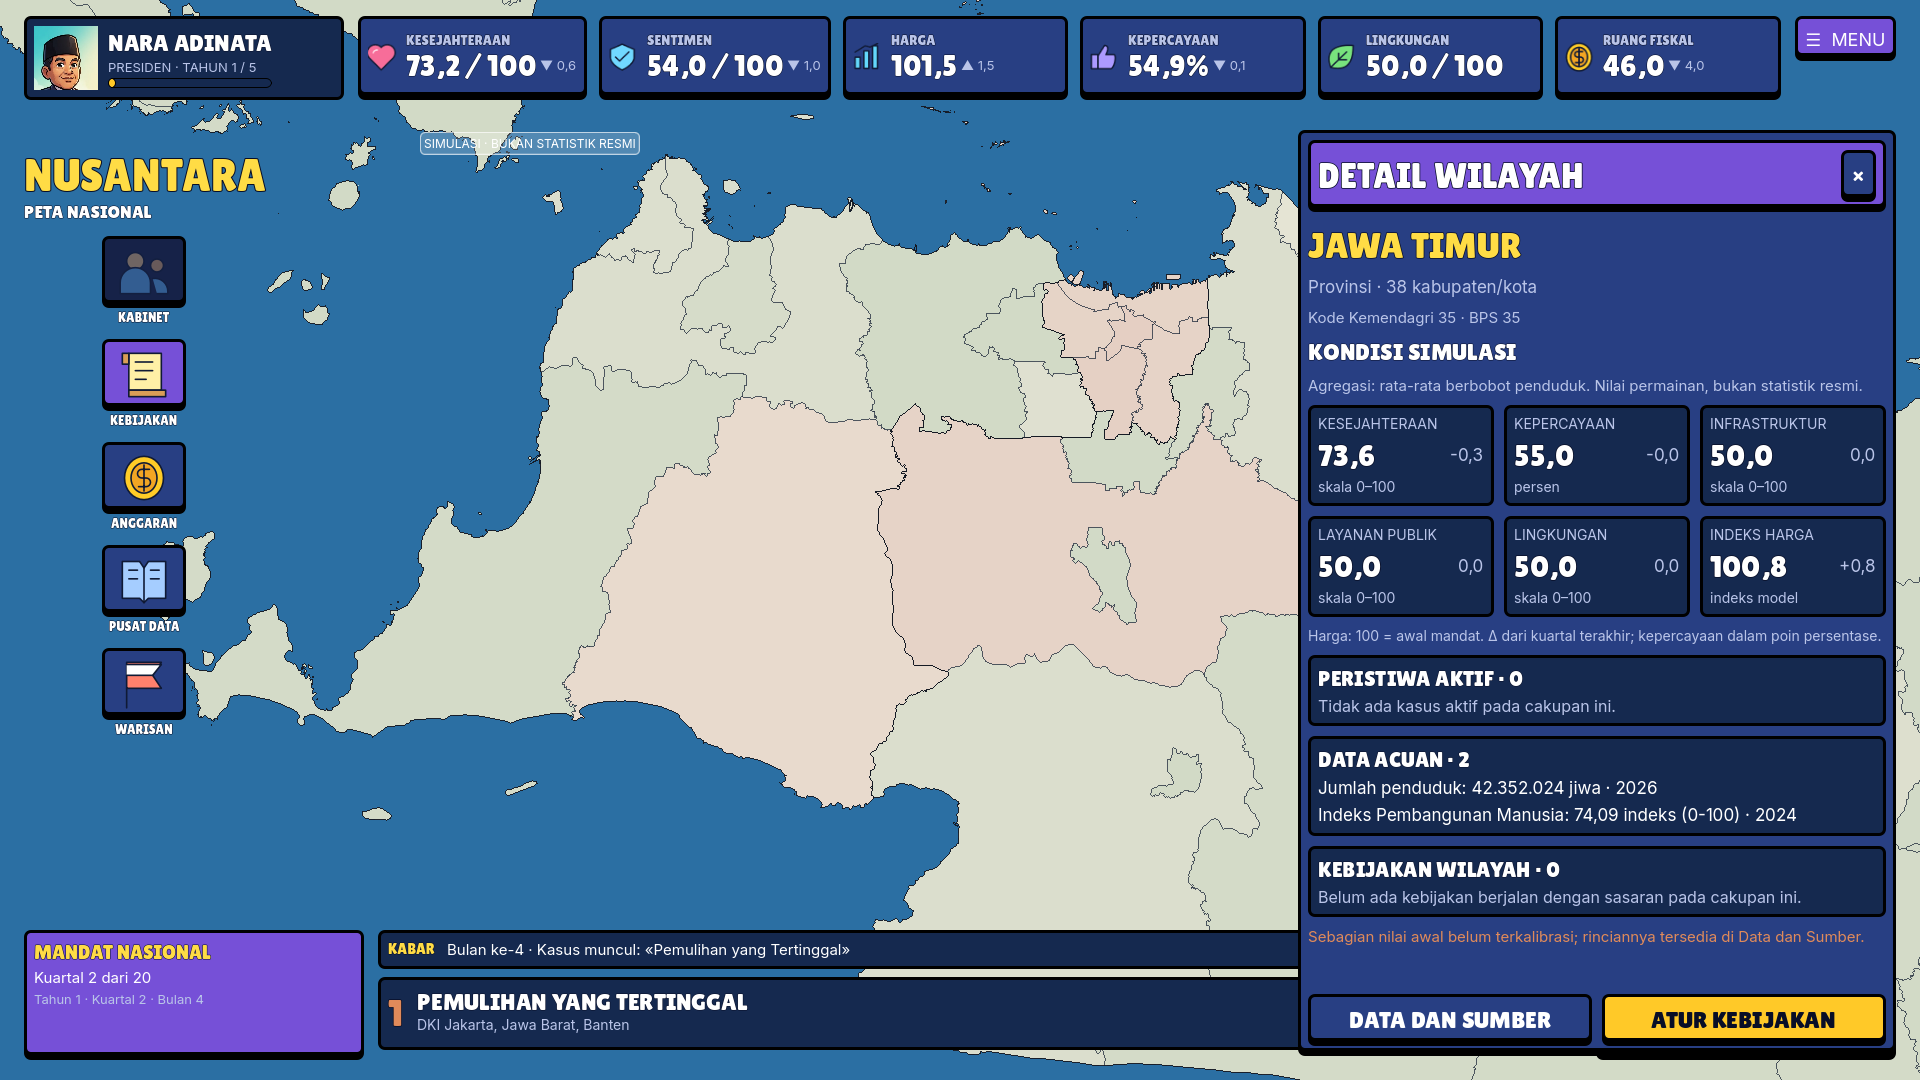 NARA ADINATA
PRESIDEN · TAHUN 1 / 5
KESEJAHTERAAN
73,2 / 100 ▼ 0,6
SENTIMEN
54,0 / 100 ▼ 1,0
HARGA
101,5 ▲ 1,5
KEPERCAYAAN
54,9% ▼ 0,1
LINGKUNGAN
50,0 / 100
RUANG FISKAL
46,0 ▼ 4,0
☰ MENU
SIMULASI · BUKAN STATISTIK RESMI
NUSANTARA
PETA NASIONAL
KABINET
KEBIJAKAN
ANGGARAN
PUSAT DATA
WARISAN
MANDAT NASIONAL
Kuartal 2 dari 20
Tahun 1 · Kuartal 2 · Bulan 4
KABAR Bulan ke-4 · Kasus muncul: «Pemulihan yang Tertinggal»
1 PEMULIHAN YANG TERTINGGAL
DKI Jakarta, Jawa Barat, Banten
DETAIL WILAYAH
×
JAWA TIMUR
Provinsi · 38 kabupaten/kota
Kode Kemendagri 35 · BPS 35
KONDISI SIMULASI
Agregasi: rata-rata berbobot penduduk. Nilai permainan, bukan statistik resmi.
KESEJAHTERAAN
73,6 -0,3
skala 0–100
KEPERCAYAAN
55,0 -0,0
persen
INFRASTRUKTUR
50,0 0,0
skala 0–100
LAYANAN PUBLIK
50,0 0,0
skala 0–100
LINGKUNGAN
50,0 0,0
skala 0–100
INDEKS HARGA
100,8 +0,8
indeks model
Harga: 100 = awal mandat. Δ dari kuartal terakhir; kepercayaan dalam poin persentase.
PERISTIWA AKTIF · 0
Tidak ada kasus aktif pada cakupan ini.
DATA ACUAN · 2
Jumlah penduduk: 42.352.024 jiwa · 2026
Indeks Pembangunan Manusia: 74,09 indeks (0-100) · 2024
KEBIJAKAN WILAYAH · 0
Belum ada kebijakan berjalan dengan sasaran pada cakupan ini.
Sebagian nilai awal belum terkalibrasi; rinciannya tersedia di Data dan Sumber.
DATA DAN SUMBER
ATUR KEBIJAKAN